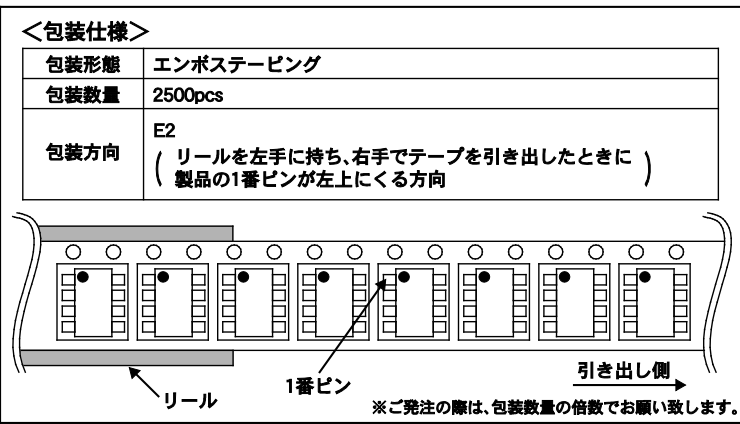 ＜包装仕様＞
包装形態 エンボステーピング
包装数量 2500pcs
包装方向 E2
( リールを左手に持ち、右手でテープを引き出したときに
製品の1番ピンが左上にくる方向 )
リール
1番ピン
引き出し側
※ご発注の際は、包装数量の倍数でお願い致します。